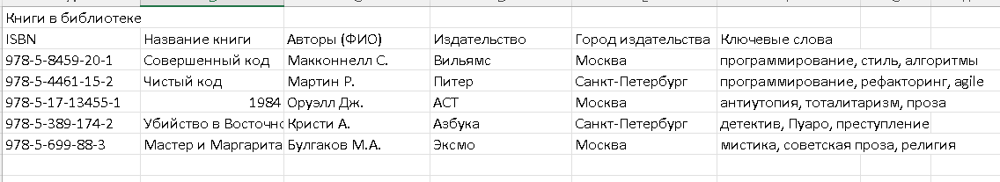 Книги в библиотеке
ISBN Название книги Авторы (ФИО) Издательство Город издательства Ключевые слова
978-5-8459-20-1 Совершенный код Макконнелл С. Вильямс Москва программирование, стиль, алгоритмы
978-5-4461-15-2 Чистый код Мартин Р. Питер Санкт-Петербург программирование, рефакторинг, agile
978-5-17-13455-1 1984 Оруэлл Дж. АСТ Москва антиутопия, тоталитаризм, проза
978-5-389-174-2 Убийство в Восточно Кристи А. Азбука Санкт-Петербург детектив, Пуаро, преступление
978-5-699-88-3 Мастер и Маргарита Булгаков М.А. Эксмо Москва мистика, советская проза, религия